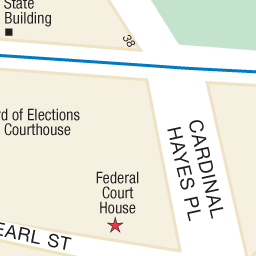 State
Building
38
rd of Elections
Courthouse
CARDINAL
HAYES PL
Federal
Court
House
EARL ST